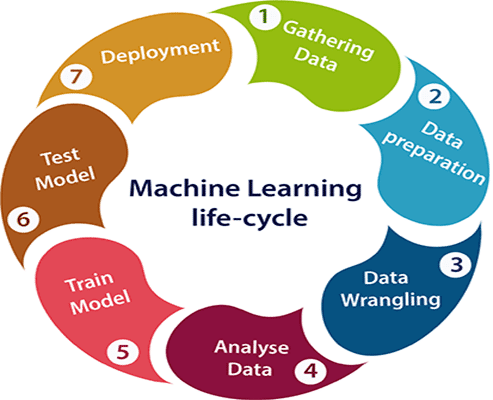 Machine Learning
life-cycle
1
Gathering
Data
2
Data
preparation
3
Data
Wrangling
Analyse
Data
4
Train
Model
5
Test
Model
6
Deployment
7